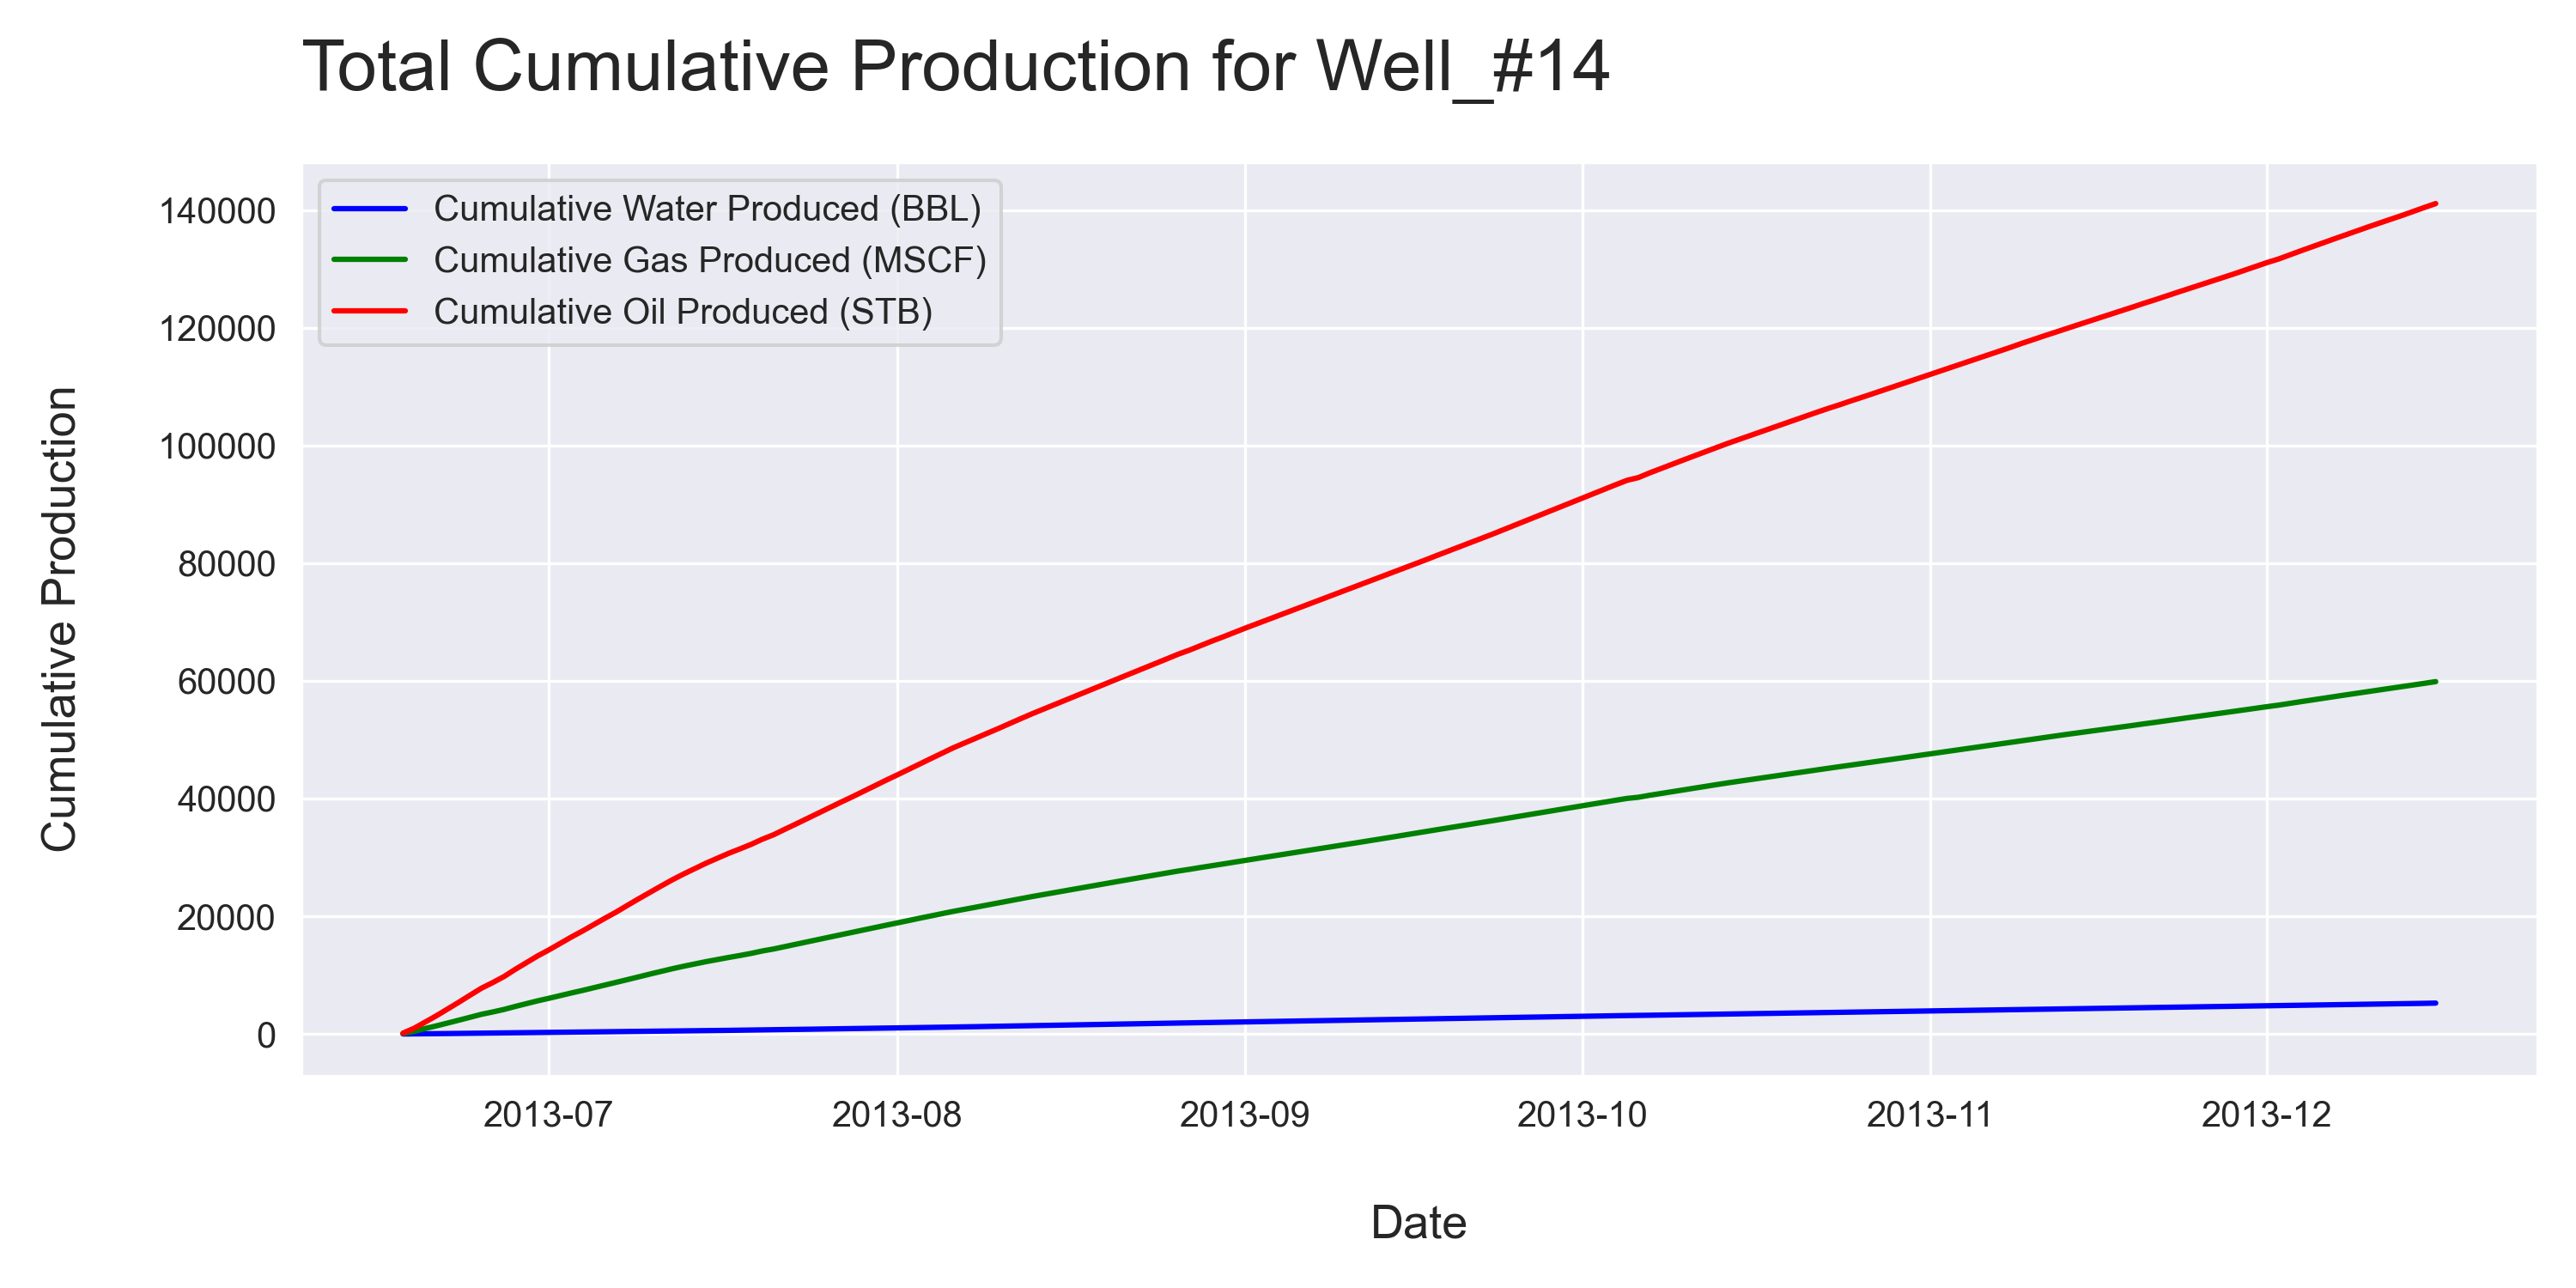 Total Cumulative Production for Well_#14
Cumulative Water Produced (BBL)
Cumulative Gas Produced (MSCF)
Cumulative Oil Produced (STB)
Cumulative Production
140000
120000
100000
80000
60000
40000
20000
0
2013-07 2013-08 2013-09 2013-10 2013-11 2013-12
Date